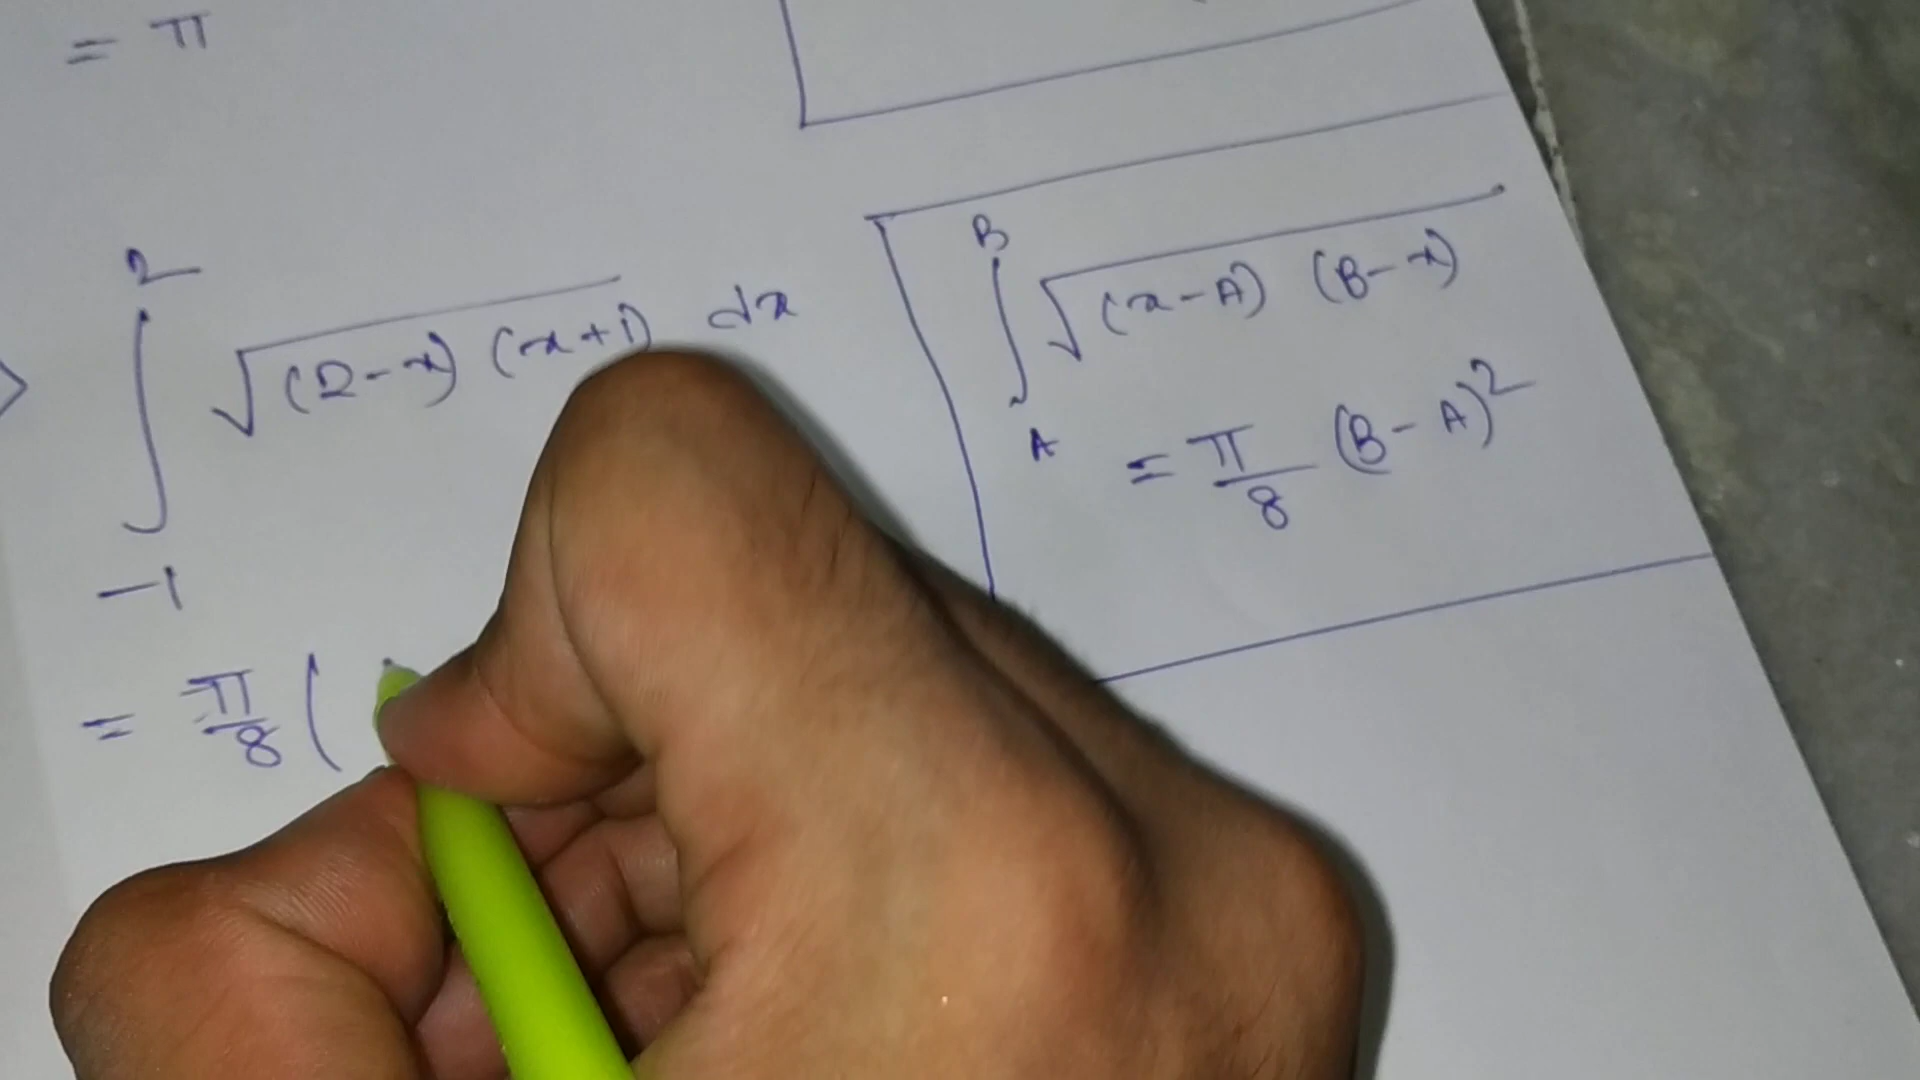 = π
∫_{-1}^{2} √((2-x) (x+1)) dx
= π/8 (
∫_{A}^{B} √((x-A) (B-x))
= π/8 (B-A)²